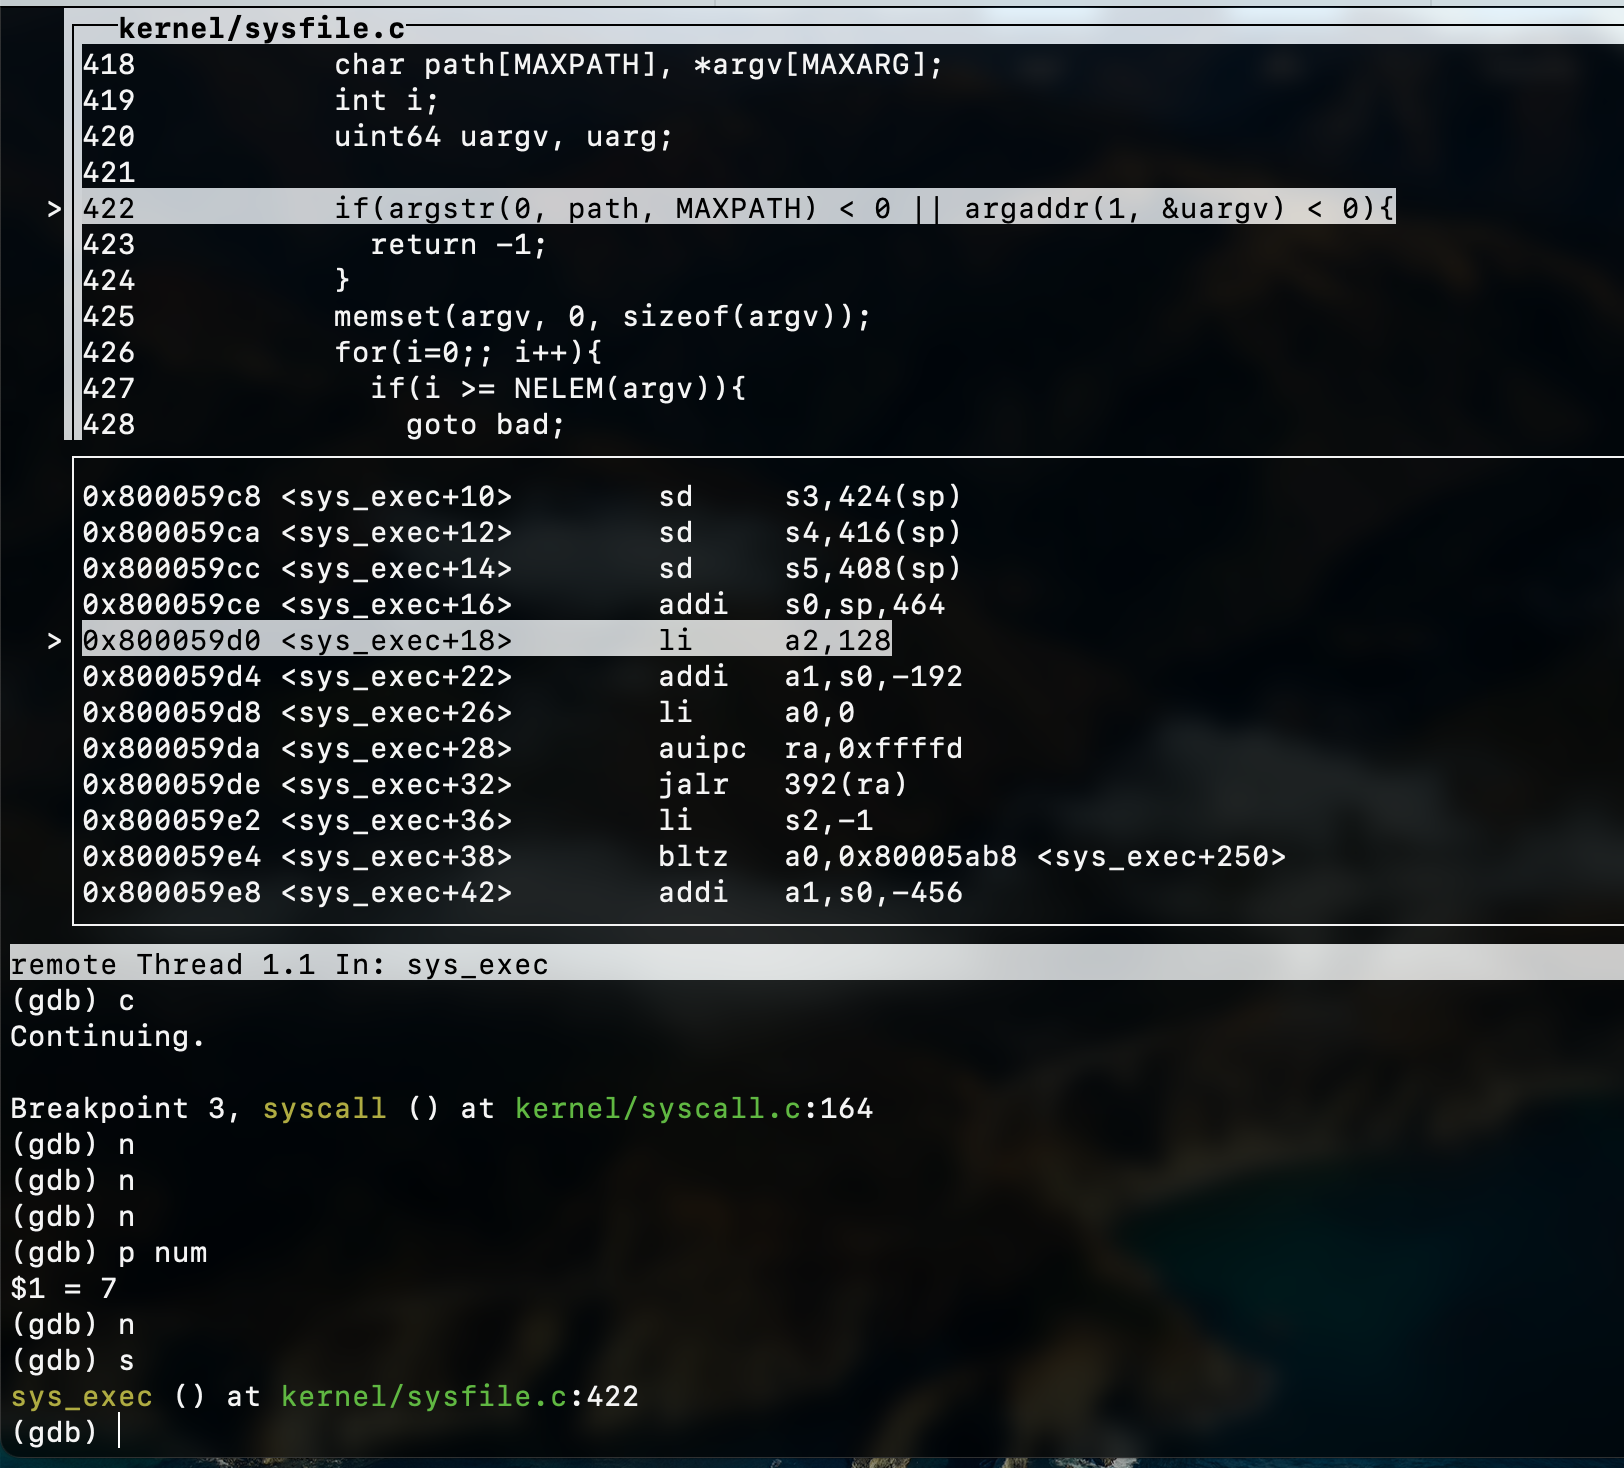 kernel/sysfile.c
418           char path[MAXPATH], *argv[MAXARG];
419           int i;
420           uint64 uargv, uarg;
421
>422           if(argstr(0, path, MAXPATH) < 0 || argaddr(1, &uargv) < 0){
423             return -1;
424           }
425           memset(argv, 0, sizeof(argv));
426           for(i=0;; i++){
427             if(i >= NELEM(argv)){
428               goto bad;
0x800059c8 <sys_exec+10>        sd     s3,424(sp)
0x800059ca <sys_exec+12>        sd     s4,416(sp)
0x800059cc <sys_exec+14>        sd     s5,408(sp)
0x800059ce <sys_exec+16>        addi   s0,sp,464
>0x800059d0 <sys_exec+18>        li     a2,128
0x800059d4 <sys_exec+22>        addi   a1,s0,-192
0x800059d8 <sys_exec+26>        li     a0,0
0x800059da <sys_exec+28>        auipc  ra,0xffffd
0x800059de <sys_exec+32>        jalr   392(ra)
0x800059e2 <sys_exec+36>        li     s2,-1
0x800059e4 <sys_exec+38>        bltz   a0,0x80005ab8 <sys_exec+250>
0x800059e8 <sys_exec+42>        addi   a1,s0,-456
remote Thread 1.1 In: sys_exec
(gdb) c
Continuing.
Breakpoint 3, syscall () at kernel/syscall.c:164
(gdb) n
(gdb) n
(gdb) n
(gdb) p num
$1 = 7
(gdb) n
(gdb) s
sys_exec () at kernel/sysfile.c:422
(gdb)